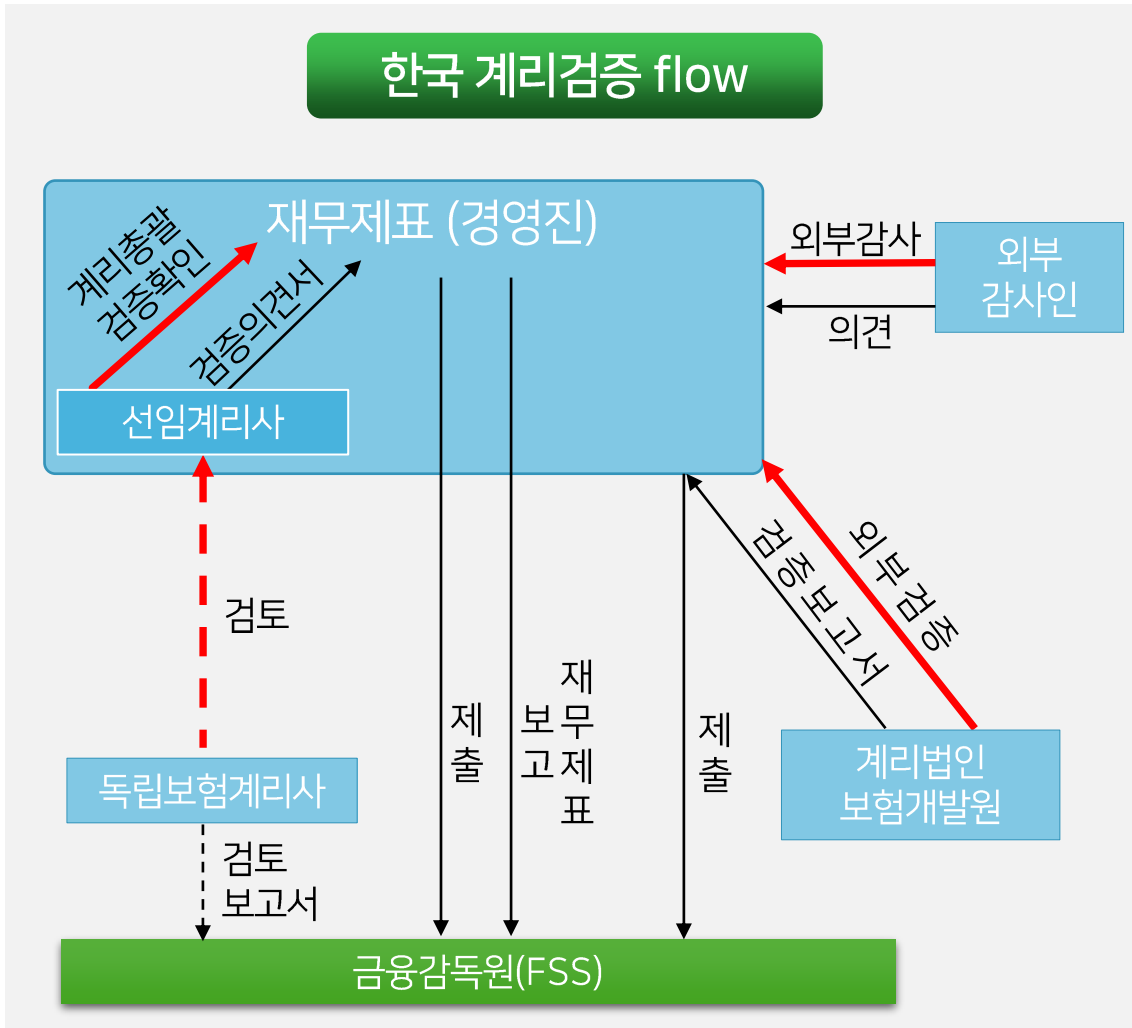 한국 계리검증 flow
재무제표 (경영진)
계리총괄
검증확인
검증의견서
선임계리사
외부감사
의견
외부
감사인
검토
제출
보고
재무제표
제출
검증보고서
외부검증
독립보험계리사
계리법인
보험개발원
검토
보고서
금융감독원(FSS)